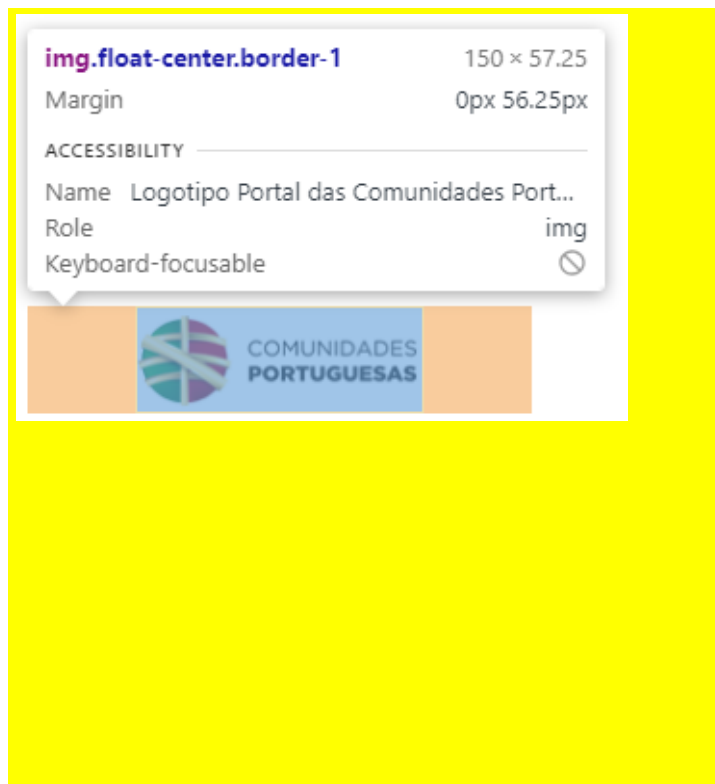 img.float-center.border-1 150 × 57.25
Margin 0px 56.25px
ACCESSIBILITY
Name Logotipo Portal das Comunidades Port...
Role img
Keyboard-focusable
COMUNIDADES
PORTUGUESAS